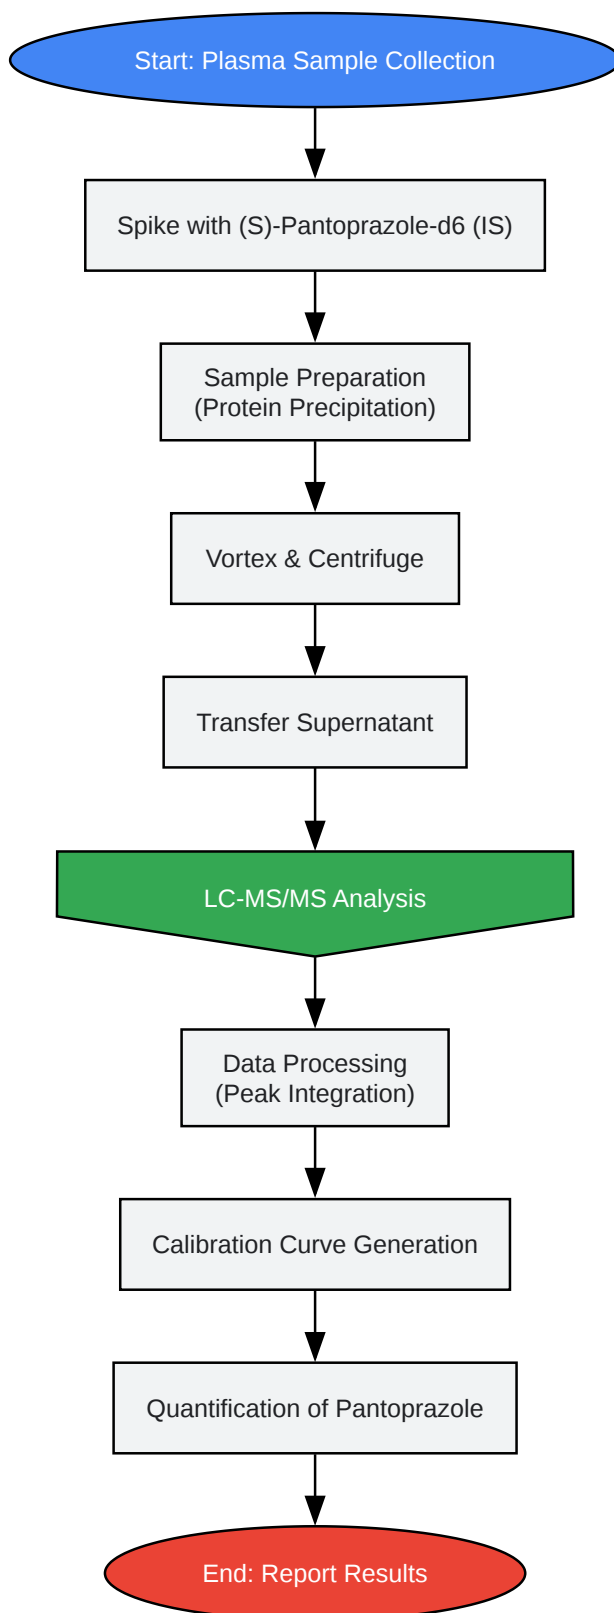 Start: Plasma Sample Collection
Spike with (S)-Pantoprazole-d6 (IS)
Sample Preparation
(Protein Precipitation)
Vortex & Centrifuge
Transfer Supernatant
LC-MS/MS Analysis
Data Processing
(Peak Integration)
Calibration Curve Generation
Quantification of Pantoprazole
End: Report Results